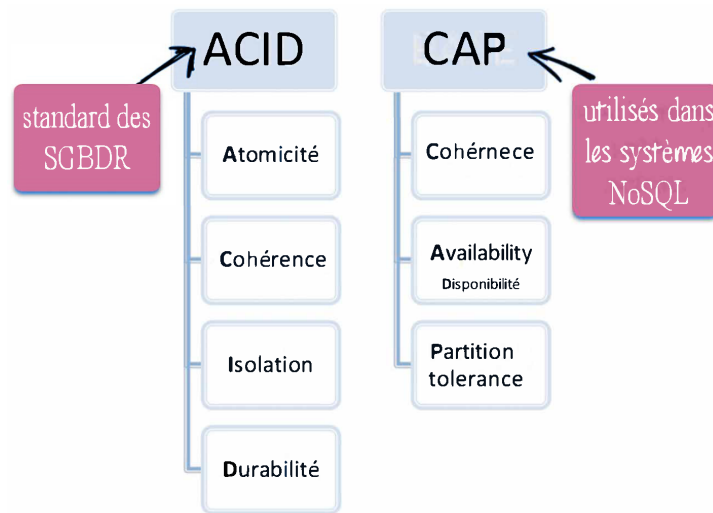 ACID
CAP
standard des
SGBDR
utilisés dans
les systèmes
NoSQL
Atomicité
Cohérence
Isolation
Durabilité
Cohérnece
Availability
Disponibilité
Partition
tolerance